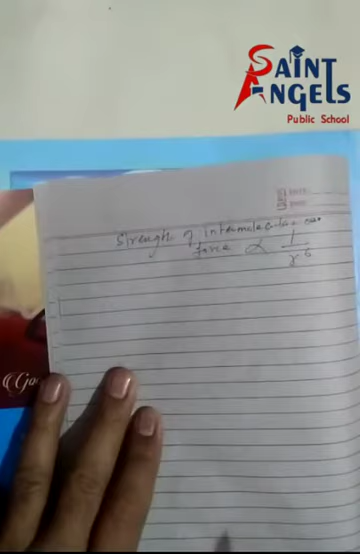 SAINT
ANGELS
Public School
Strength of intermolecular
force ∝ 1/r⁶